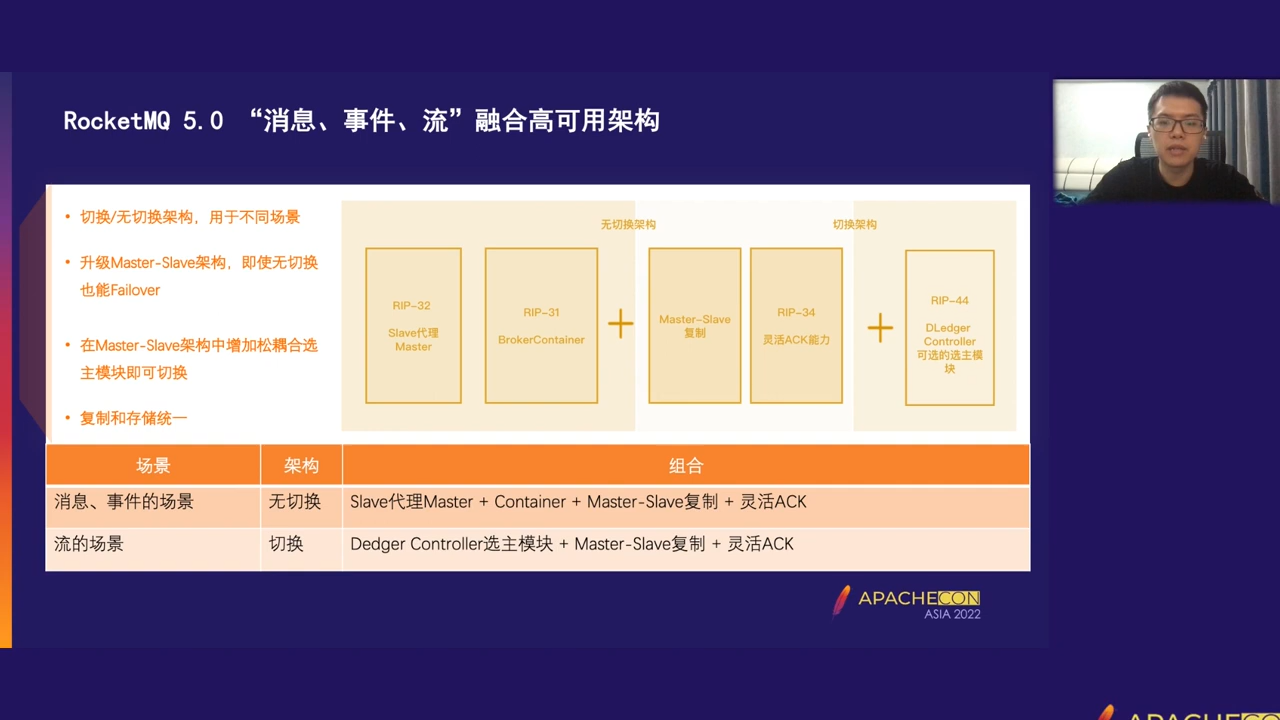 RocketMQ 5.0 “消息、事件、流”融合高可用架构
• 切换/无切换架构，用于不同场景
• 升级Master-Slave架构，即使无切换
也能Failover
• 在Master-Slave架构中增加松耦合选
主模块即可切换
• 复制和存储统一
无切换架构
切换架构
RIP-32
Slave代理
Master
RIP-31
BrokerContainer
+
Master-Slave
复制
RIP-34
灵活ACK能力
+
RIP-44
DLedger
Controller
可选的选主模
块
场景 架构 组合
消息、事件的场景 无切换 Slave代理Master + Container + Master-Slave复制 + 灵活ACK
流的场景 切换 Dedger Controller选主模块 + Master-Slave复制 + 灵活ACK
APACHECON
ASIA 2022